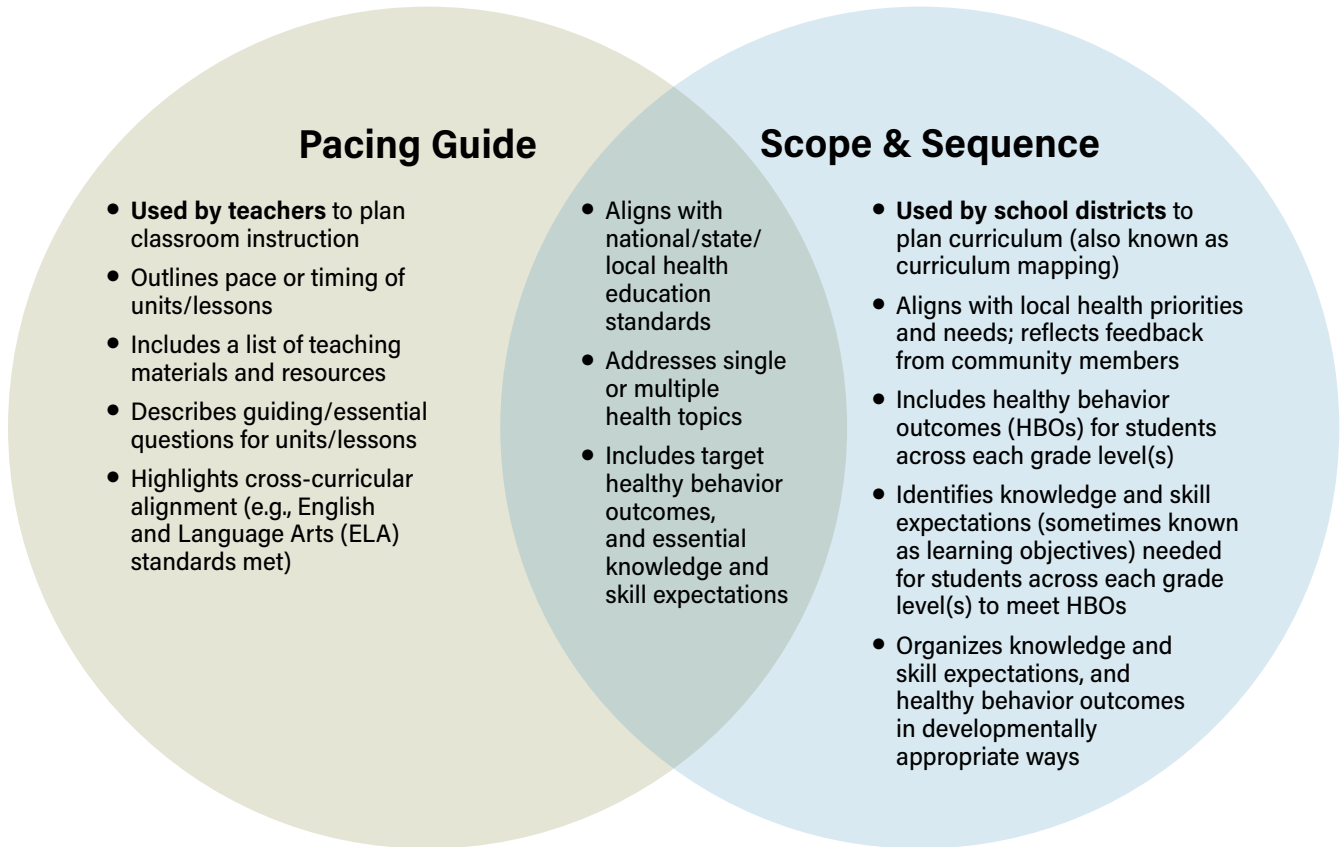 Pacing Guide
• Used by teachers to plan
classroom instruction
• Outlines pace or timing of
units/lessons
• Includes a list of teaching
materials and resources
• Describes guiding/essential
questions for units/lessons
• Highlights cross-curricular
alignment (e.g., English
and Language Arts (ELA)
standards met)
• Aligns with
national/state/
local health
education
standards
• Addresses single
or multiple
health topics
• Includes target
healthy behavior
outcomes,
and essential
knowledge and
skill expectations
Scope & Sequence
• Used by school districts to
plan curriculum (also known as
curriculum mapping)
• Aligns with local health priorities
and needs; reflects feedback
from community members
• Includes healthy behavior
outcomes (HBOs) for students
across each grade level(s)
• Identifies knowledge and skill
expectations (sometimes known
as learning objectives) needed
for students across each grade
level(s) to meet HBOs
• Organizes knowledge and
skill expectations, and
healthy behavior outcomes
in developmentally
appropriate ways